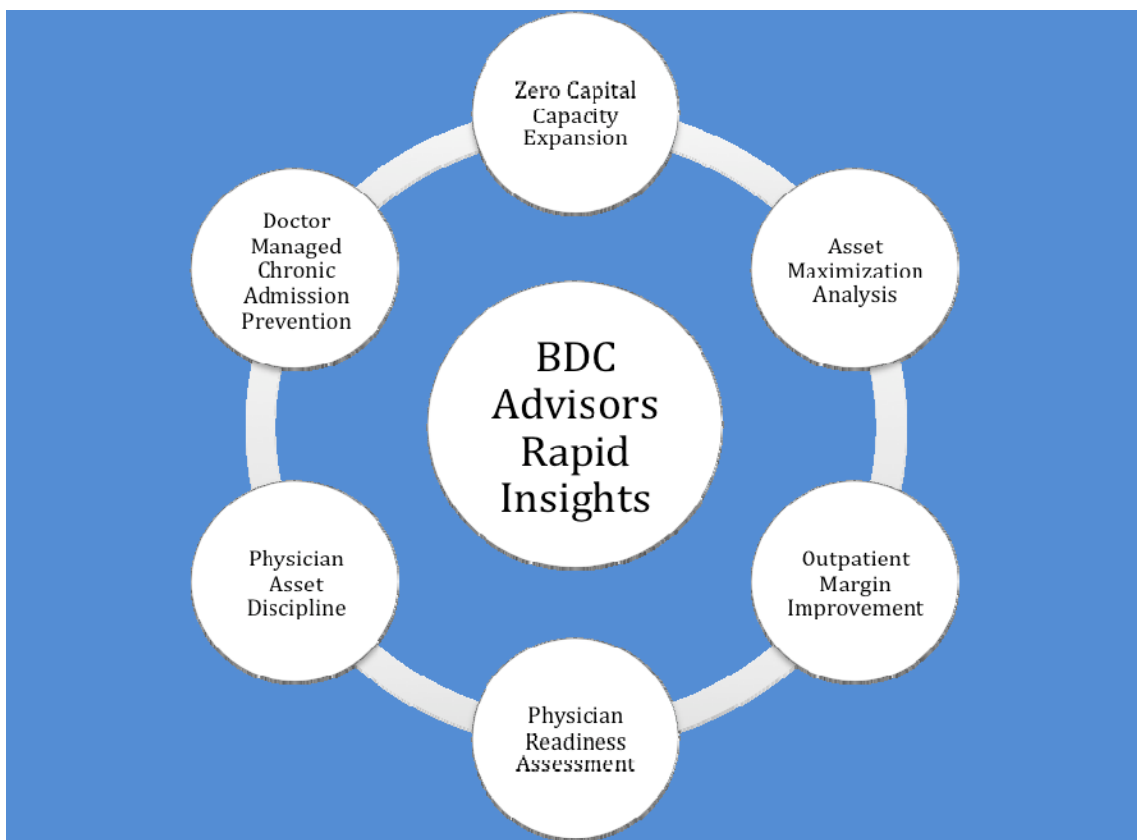 Zero Capital
Capacity
Expansion
Asset
Maximization
Analysis
Outpatient
Margin
Improvement
Physician
Readiness
Assessment
Physician
Asset
Discipline
Doctor
Managed
Chronic
Admission
Prevention
BDC
Advisors
Rapid
Insights